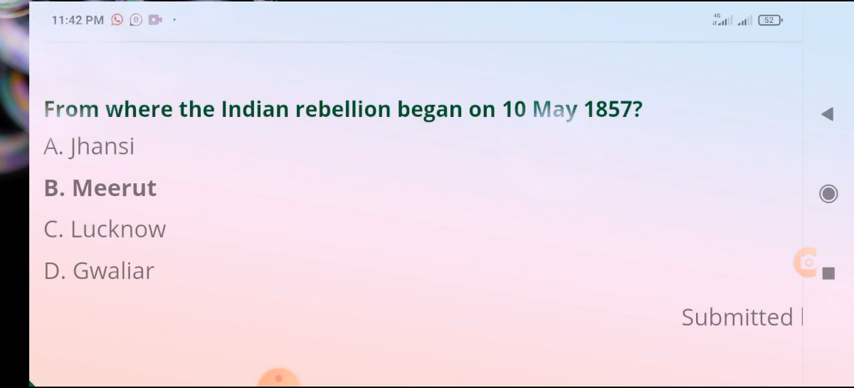 11:42 PM
4G
52
From where the Indian rebellion began on 10 May 1857?
A. Jhansi
B. Meerut
C. Lucknow
D. Gwaliar
Submitted